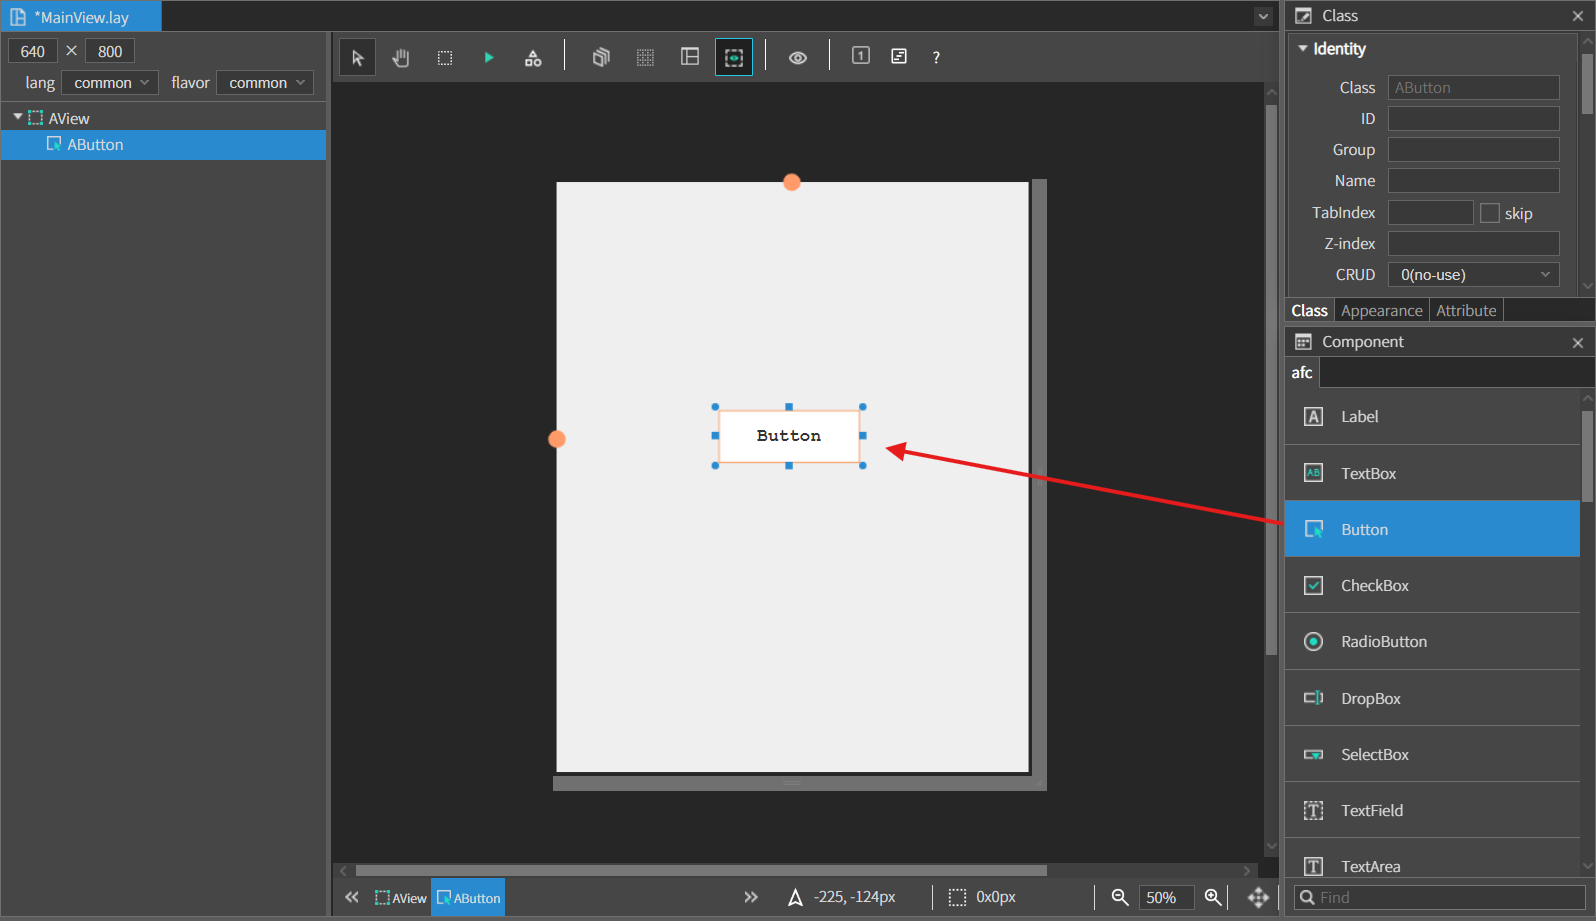 *MainView.lay
640 × 800
lang common flavor common
AView
AButton
1 ?
Button
AView AButton
-225, -124px
0x0px
50%
Class
Identity
Class AButton
ID
Group
Name
TabIndex skip
Z-index
CRUD 0(no-use)
Class Appearance Attribute
Component
afc
Label
TextBox
Button
CheckBox
RadioButton
DropBox
SelectBox
TextField
TextArea
Find